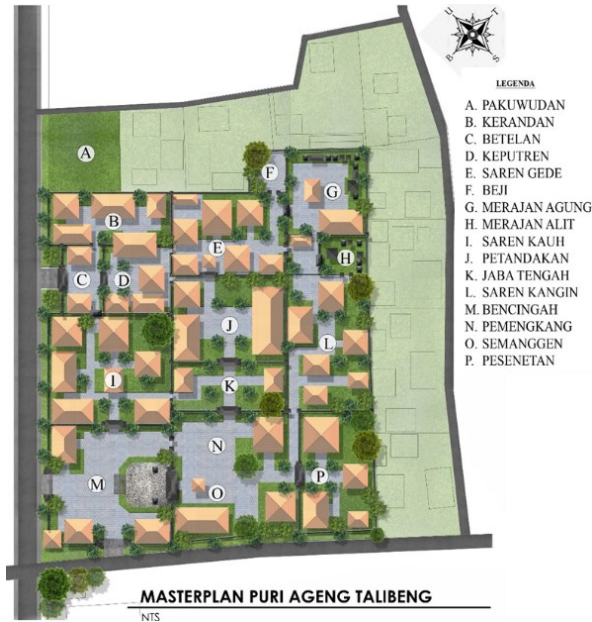 U T
B S
LEGENDA
A. PAKUWUDAN
B. KERANDAN
C. BETELAN
D. KEPUTREN
E. SAREN GEDE
F. BEJI
G. MERAJAN AGUNG
H. MERAJAN ALIT
I. SAREN KAUH
J. PETANDAKAN
K. JABA TENGAH
L. SAREN KANGIN
M. BENCINGAH
N. PEMENGKANG
O. SEMANGGEN
P. PESENETAN
A
F
G
B
E
H
C D
J
L
I
K
N
P
M
O
MASTERPLAN PURI AGENG TALIBENG
NTS